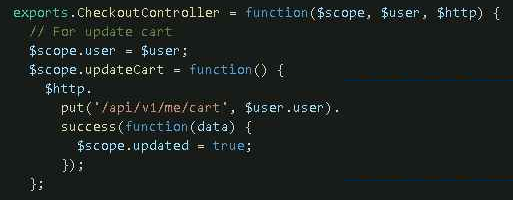 exports.CheckoutController = function($scope, $user, $http) {
// For update cart
$scope.user = $user;
$scope.updateCart = function() {
$http.
put('/api/v1/me/cart', $user.user).
success(function(data) {
$scope.updated = true;
});
};